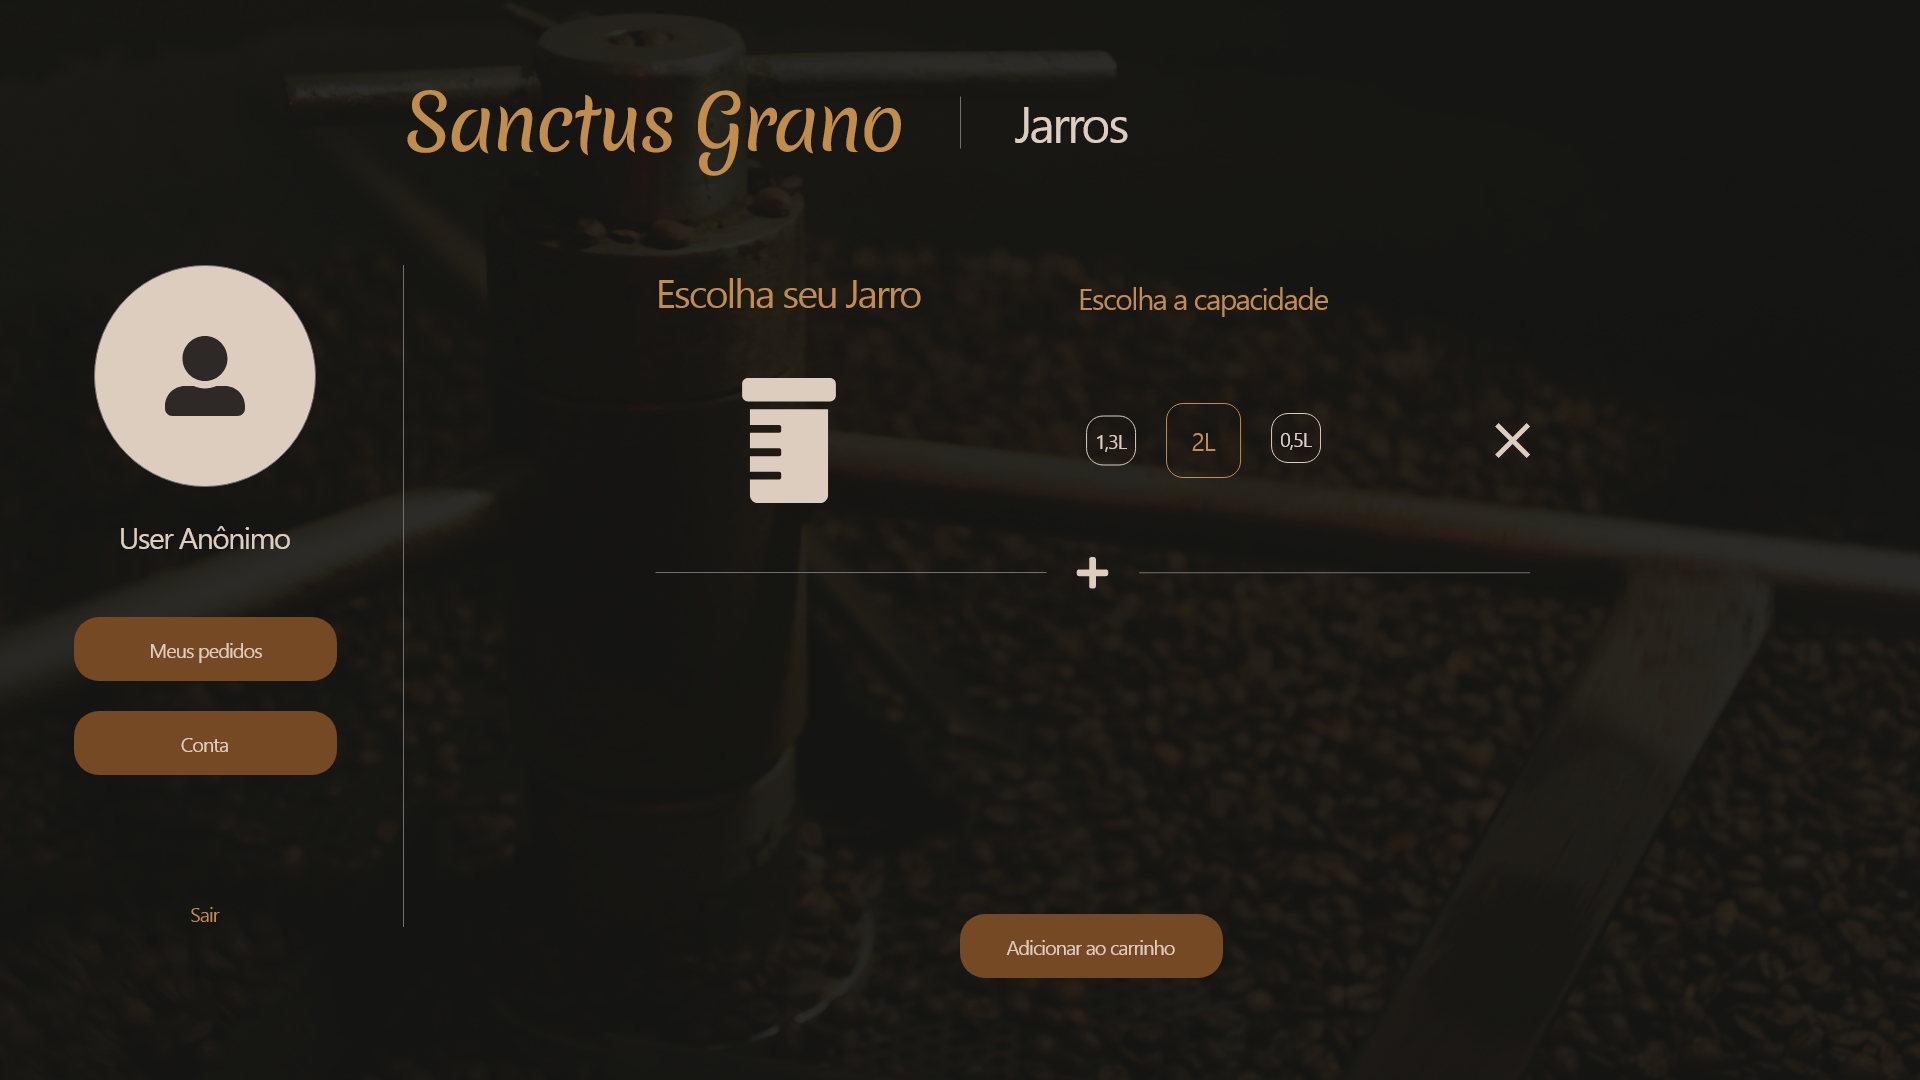 Sanctus Grano
Jarros
Escolha seu Jarro
Escolha a capacidade
1,3L
2L
0,5L
User Anônimo
Meus pedidos
Conta
Sair
Adicionar ao carrinho